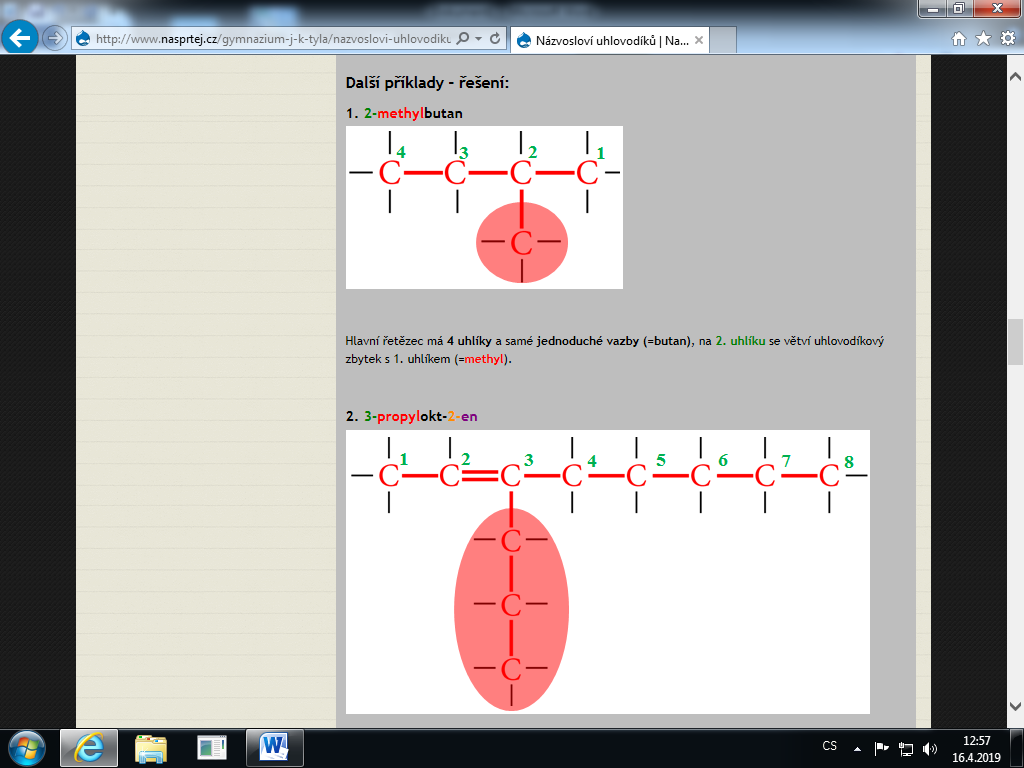 http://www.nasprtej.cz/gymnazium-j-k-tyla/nazvoslovi-uhlovodiku
Názvosloví uhlovodíků | Na...
Další příklady - řešení:
1. 2-methylbutan
4 3 2 1
C C C C
C
Hlavní řetězec má 4 uhlíky a samé jednoduché vazby (=butan), na 2. uhlíku se větví uhlovodíkový
zbytek s 1. uhlíkem (=methyl).
2. 3-propylokt-2-en
1 2 3 4 5 6 7 8
C C C C C C C C
C
C
C
CS
12:57
16.4.2019